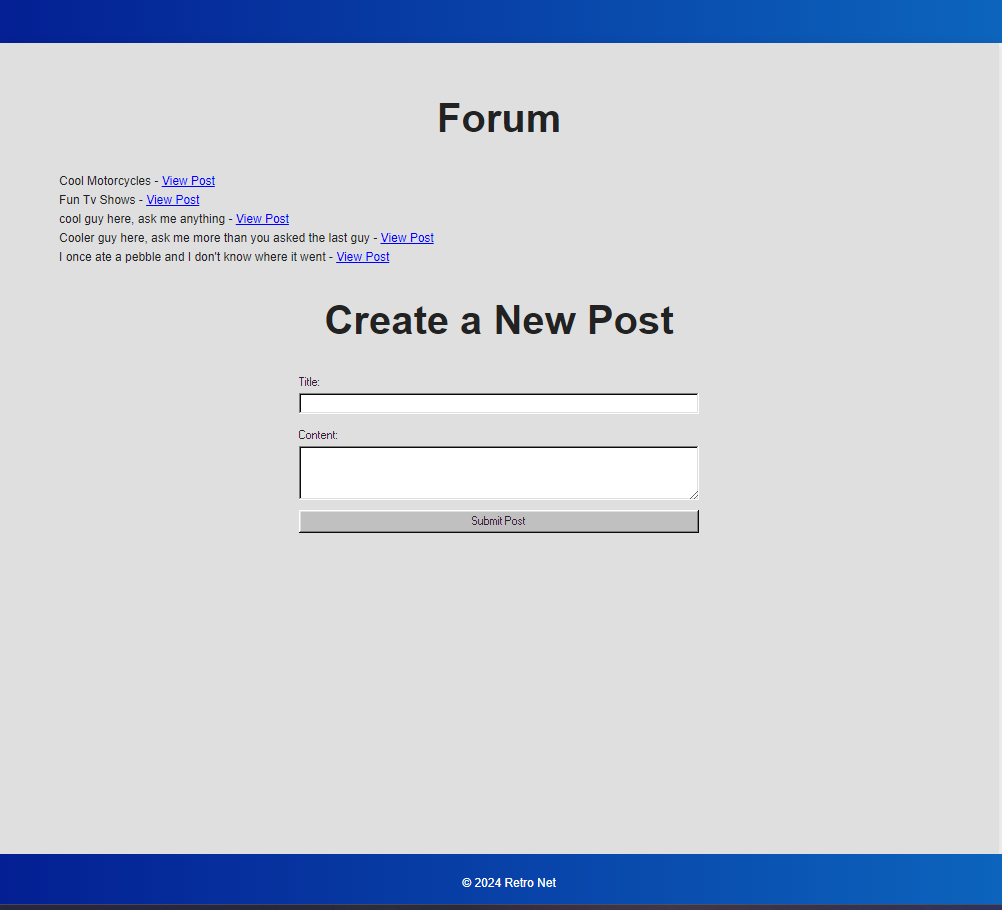 Forum
Cool Motorcycles - View Post
Fun Tv Shows - View Post
cool guy here, ask me anything - View Post
Cooler guy here, ask me more than you asked the last guy - View Post
I once ate a pebble and I don't know where it went - View Post
Create a New Post
Title:
Content:
Submit Post
© 2024 Retro Net